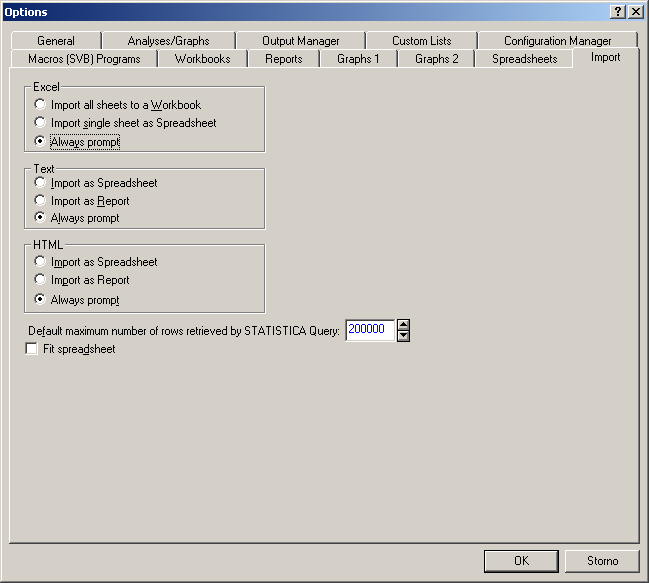 Options
General Analyses/Graphs Output Manager Custom Lists Configuration Manager
Macros (SVB) Programs Workbooks Reports Graphs 1 Graphs 2 Spreadsheets Import
Excel
Import all sheets to a Workbook
Import single sheet as Spreadsheet
Always prompt
Text
Import as Spreadsheet
Import as Report
Always prompt
HTML
Import as Spreadsheet
Import as Report
Always prompt
Default maximum number of rows retrieved by STATISTICA Query: 200000
Fit spreadsheet
OK Storno